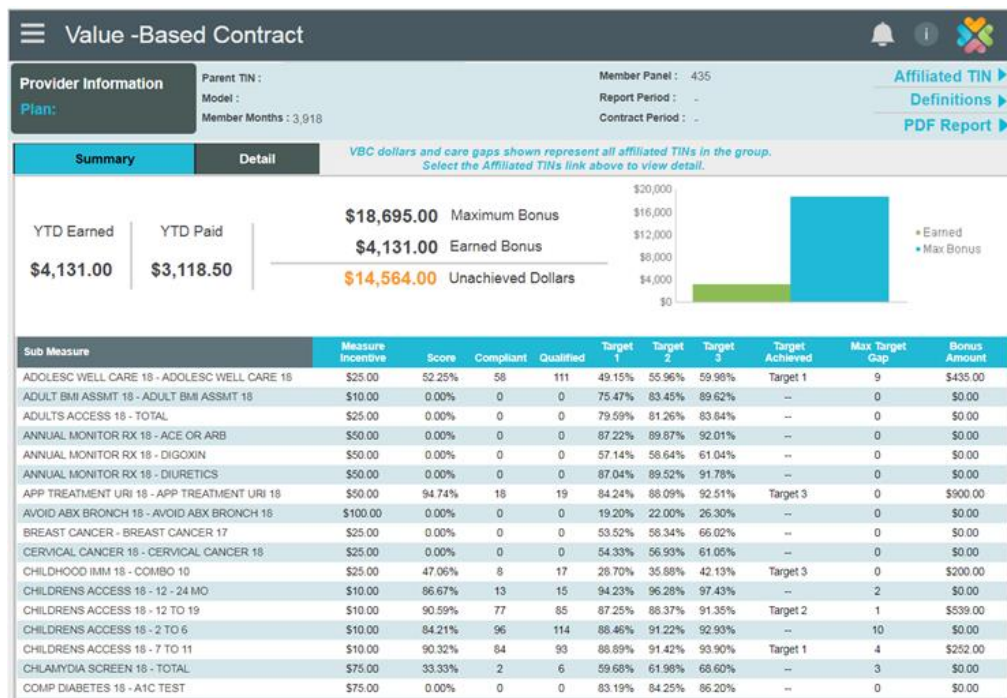 Value -Based Contract
i
Provider Information
Plan:
Parent TIN :
Model :
Member Months : 3,918
Member Panel : 435
Report Period : -
Contract Period : -
Affiliated TIN
Definitions
PDF Report
Summary
Detail
VBC dollars and care gaps shown represent all affiliated TINs in the group.
Select the Affiliated TINs link above to view detail.
YTD Earned
$4,131.00
YTD Paid
$3,118.50
$18,695.00 Maximum Bonus
$4,131.00 Earned Bonus
$14,564.00 Unachieved Dollars
$20,000
$16,000
$12,000
$8,000
$4,000
$0
Earned
Max Bonus
Sub Measure Measure Incentive Score Compliant Qualified Target 1 Target 2 Target 3 Target Achieved Max Target Gap Bonus Amount
ADOLESC WELL CARE 18 - ADOLESC WELL CARE 18 $25.00 52.25% 58 111 49.15% 55.96% 59.98% Target 1 9 $435.00
ADULT BMI ASSMT 18 - ADULT BMI ASSMT 18 $10.00 0.00% 0 0 75.47% 83.45% 89.62% -- 0 $0.00
ADULTS ACCESS 18 - TOTAL $25.00 0.00% 0 0 79.59% 81.26% 83.84% -- 0 $0.00
ANNUAL MONITOR RX 18 - ACE OR ARB $50.00 0.00% 0 0 87.22% 89.87% 92.01% -- 0 $0.00
ANNUAL MONITOR RX 18 - DIGOXIN $50.00 0.00% 0 0 57.14% 58.64% 61.04% -- 0 $0.00
ANNUAL MONITOR RX 18 - DIURETICS $50.00 0.00% 0 0 87.04% 89.52% 91.78% -- 0 $0.00
APP TREATMENT URI 18 - APP TREATMENT URI 18 $50.00 94.74% 18 19 84.24% 88.09% 92.51% Target 3 0 $900.00
AVOID ABX BRONCH 18 - AVOID ABX BRONCH 18 $100.00 0.00% 0 0 19.20% 22.00% 26.30% -- 0 $0.00
BREAST CANCER - BREAST CANCER 17 $25.00 0.00% 0 0 53.52% 58.34% 66.02% -- 0 $0.00
CERVICAL CANCER 18 - CERVICAL CANCER 18 $25.00 0.00% 0 0 54.33% 56.93% 61.05% -- 0 $0.00
CHILDHOOD IMM 18 - COMBO 10 $25.00 47.06% 8 17 28.70% 35.88% 42.13% Target 3 0 $200.00
CHILDRENS ACCESS 18 - 12 - 24 MO $10.00 86.67% 13 15 94.23% 96.28% 97.43% -- 2 $0.00
CHILDRENS ACCESS 18 - 12 TO 19 $10.00 90.59% 77 85 87.25% 88.37% 91.35% Target 2 1 $539.00
CHILDRENS ACCESS 18 - 2 TO 6 $10.00 84.21% 96 114 88.46% 91.22% 92.93% -- 10 $0.00
CHILDRENS ACCESS 18 - 7 TO 11 $10.00 90.32% 84 93 88.89% 91.42% 93.90% Target 1 4 $252.00
CHLAMYDIA SCREEN 18 - TOTAL $75.00 33.33% 2 6 59.68% 61.98% 68.60% -- 3 $0.00
COMP DIABETES 18 - A1C TEST $75.00 0.00% 0 0 83.19% 84.25% 86.20% -- 0 $0.00